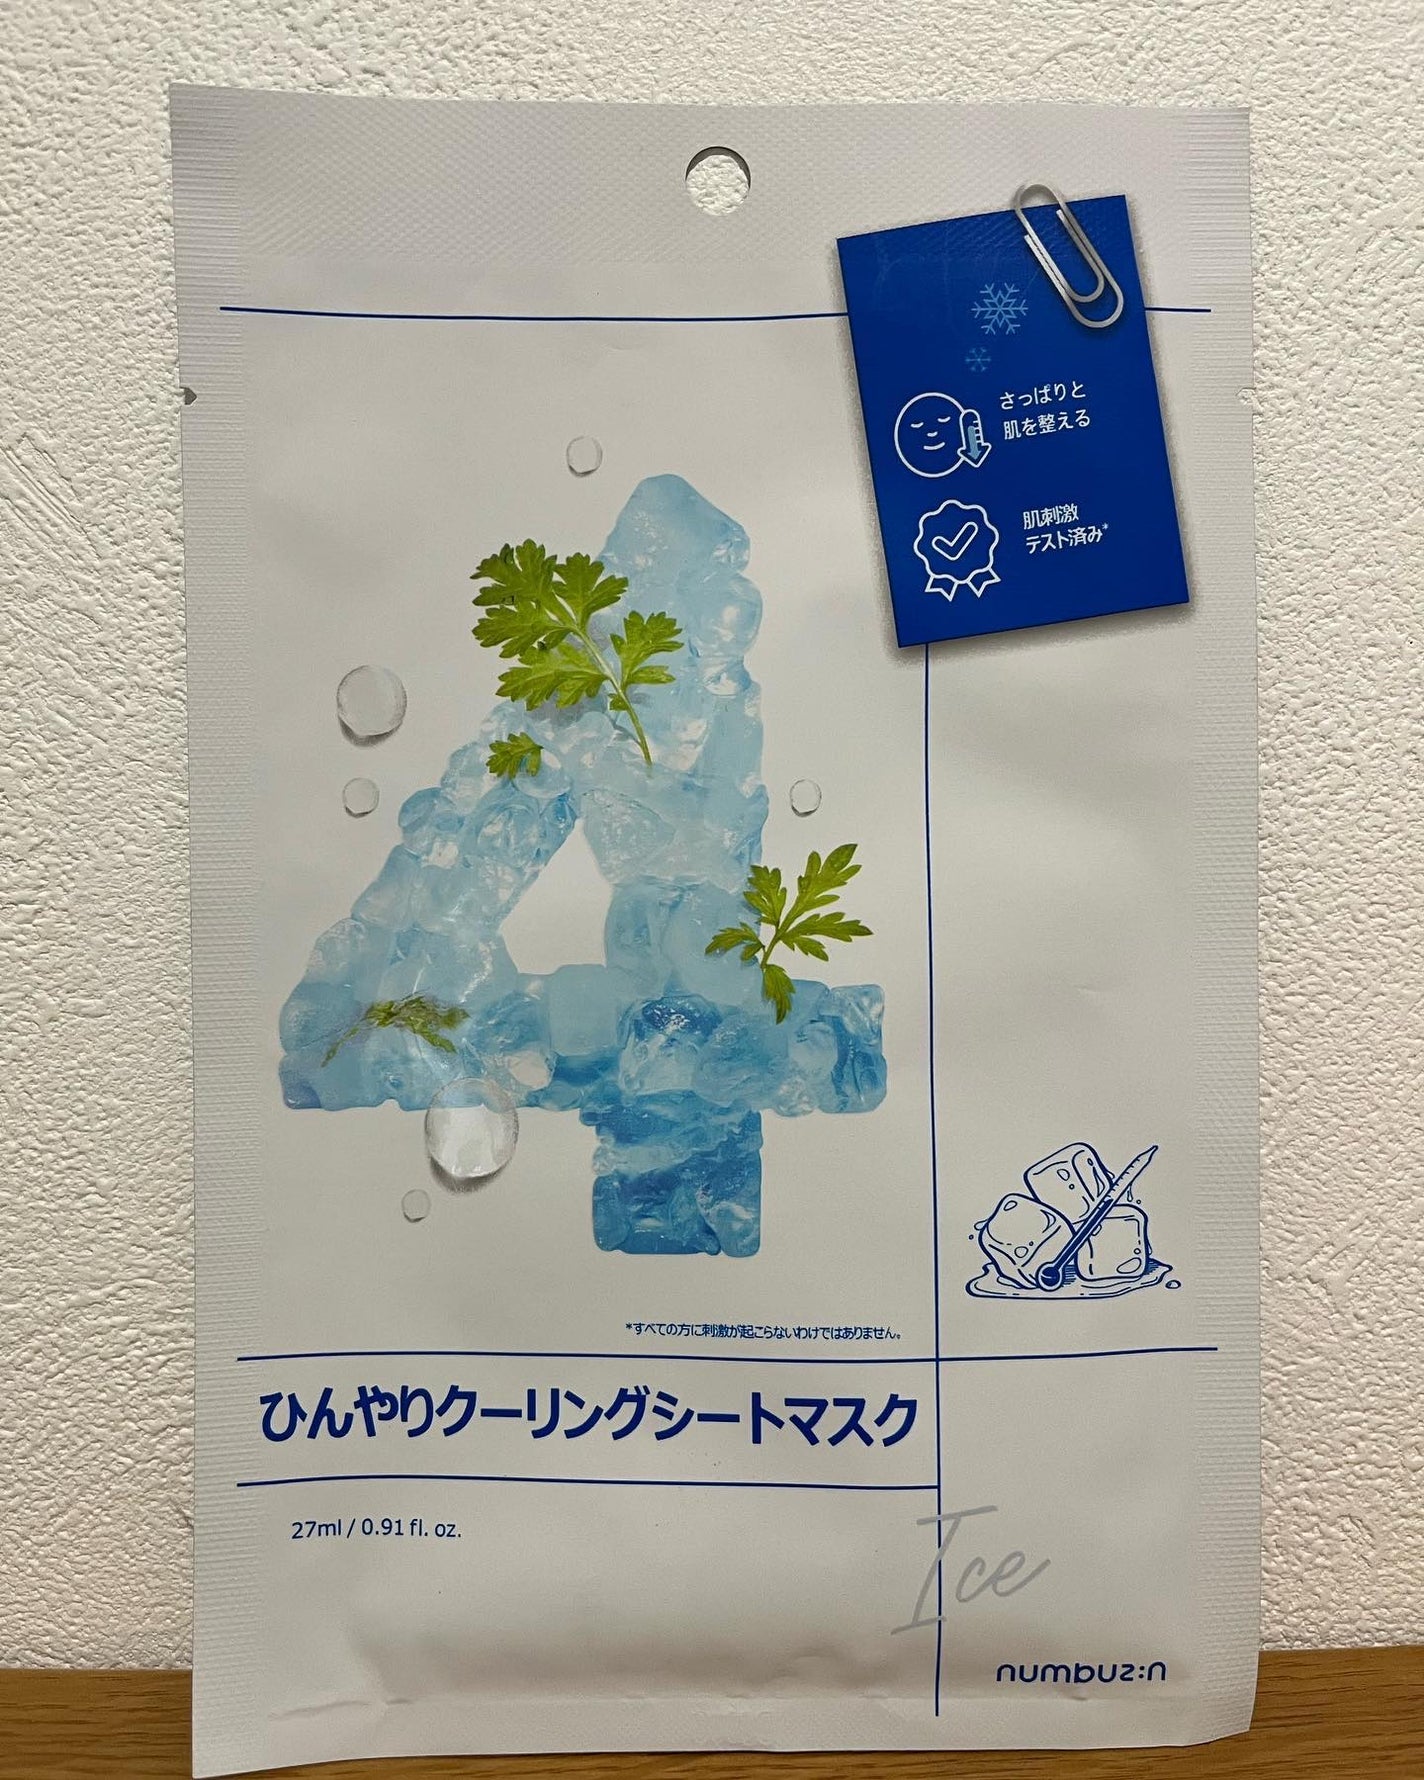 さっぱりと
肌を整える
肌刺激
テスト済み*
*すべての方に刺激が起こらないわけではありません。
ひんやりクーリングシートマスク
27ml / 0.91 fl. oz.
Ice
numbuz:n